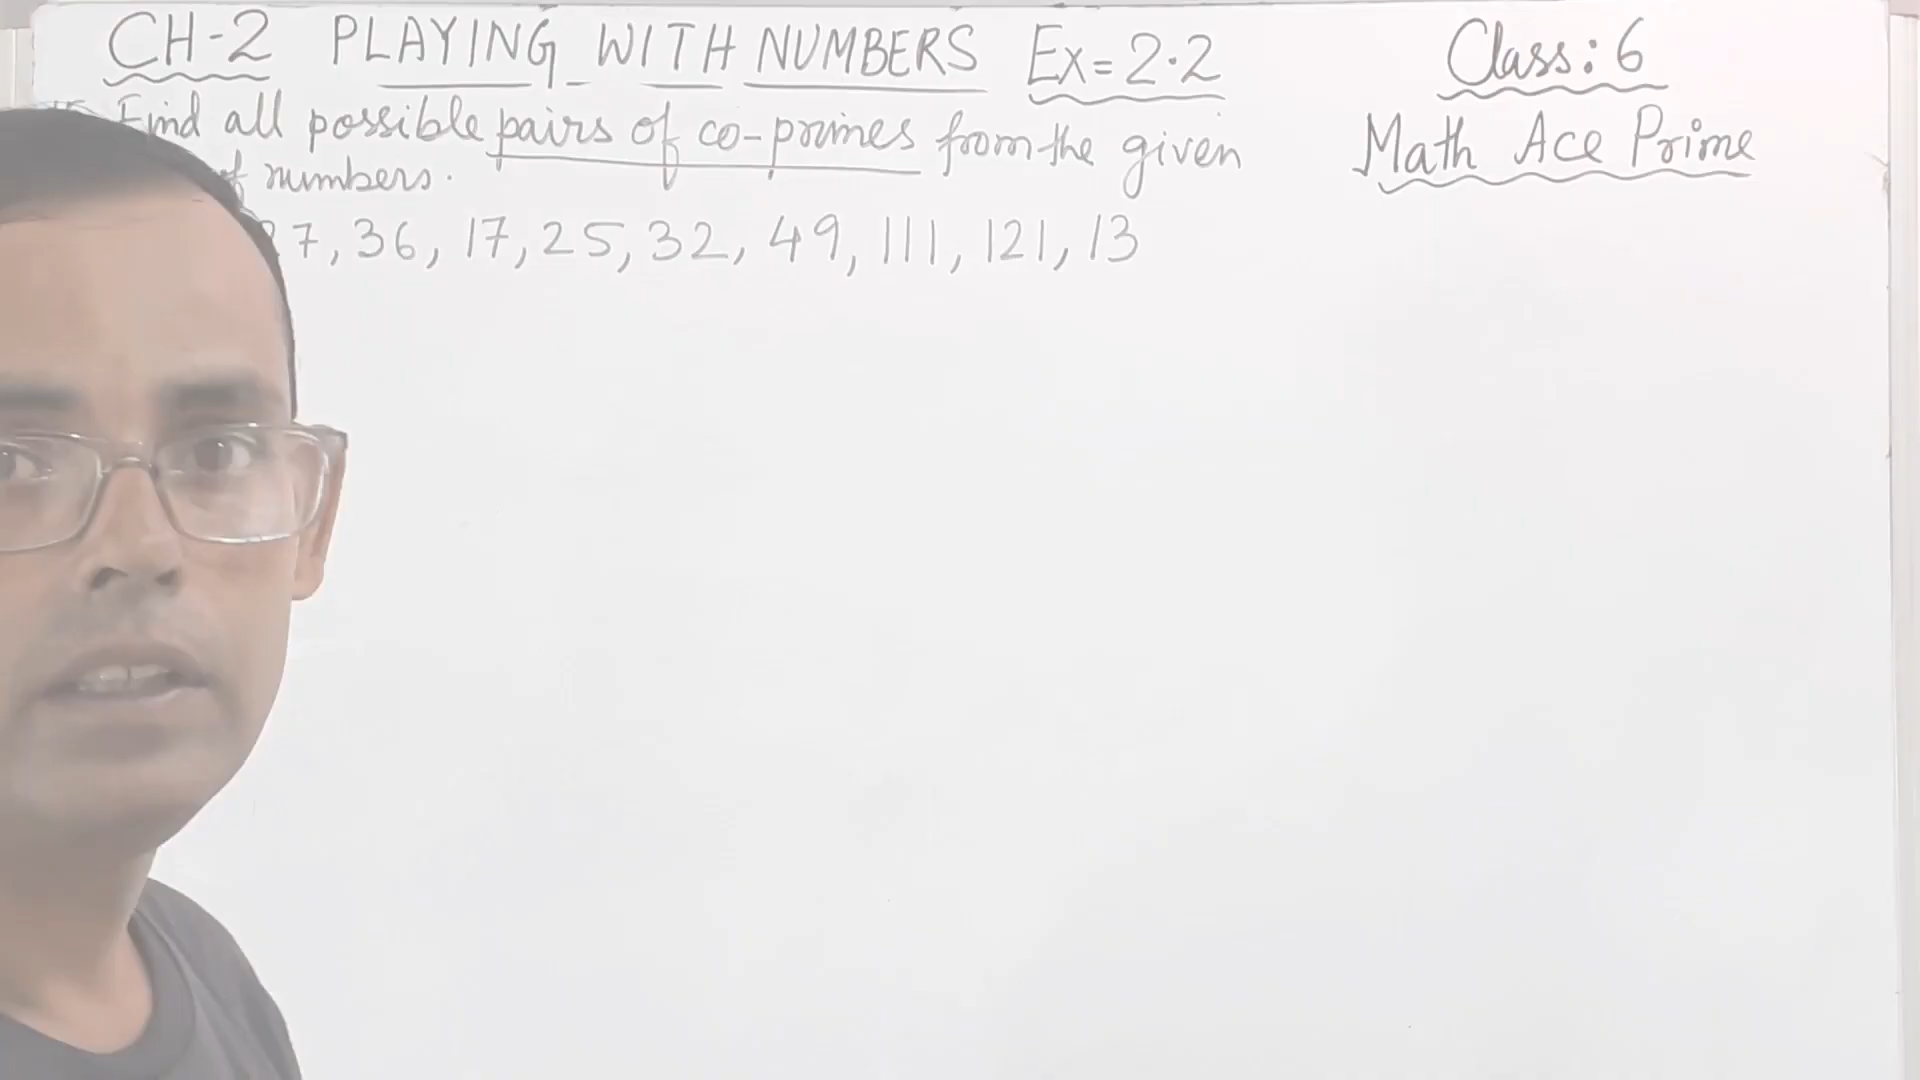 CH-2 PLAYING WITH NUMBERS Ex=2.2
Class: 6
Find all possible pairs of co-primes from the given
Math Ace Prime
of numbers.
7, 36, 17, 25, 32, 49, 111, 121, 13